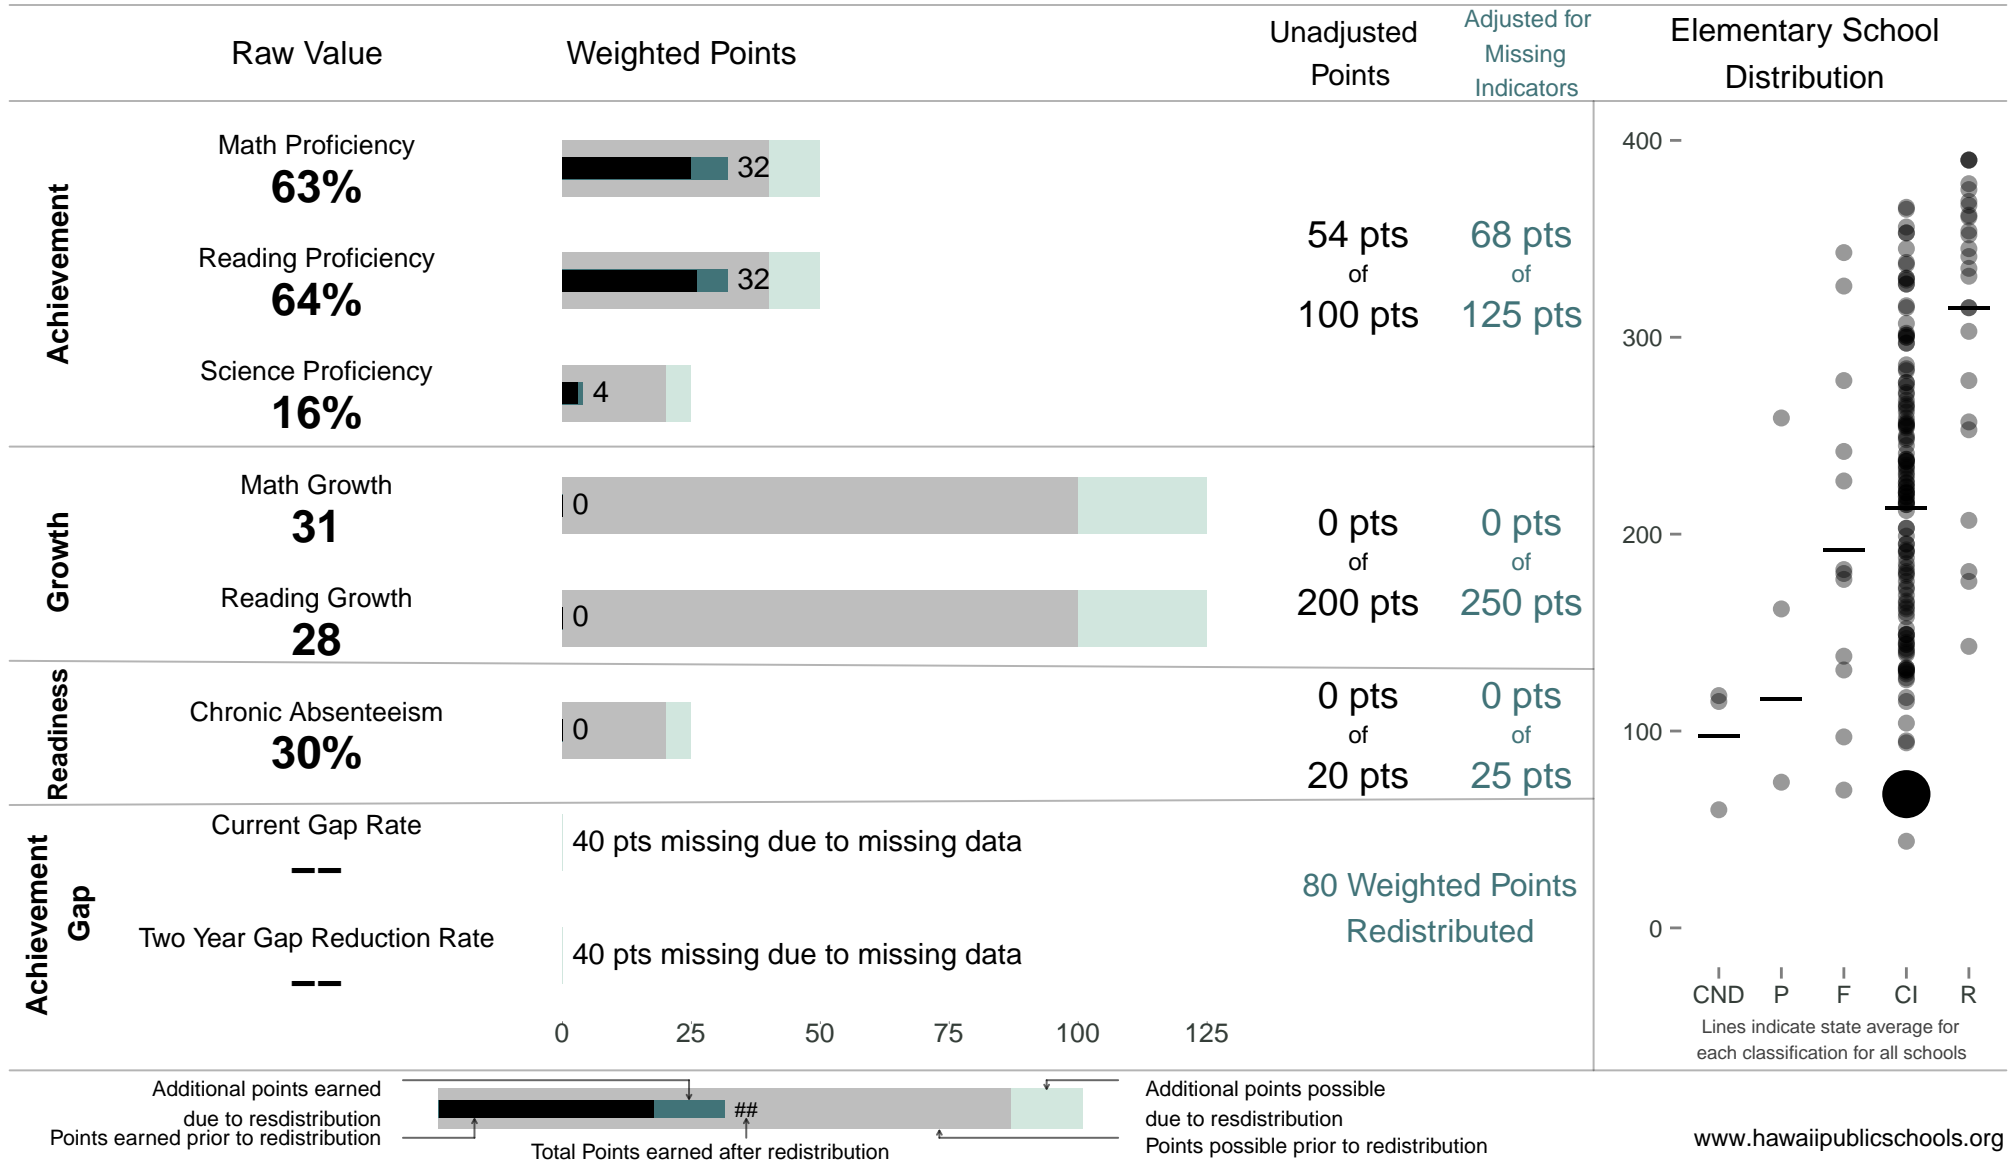 Raw Value
Weighted Points
Unadjusted
Points
Adjusted for
Missing
Indicators
Elementary School
Distribution
Achievement
Math Proficiency
63%
32
Reading Proficiency
64%
32
Science Proficiency
16%
4
54 pts
of
100 pts
68 pts
of
125 pts
Growth
Math Growth
31
0
Reading Growth
28
0
0 pts
of
200 pts
0 pts
of
250 pts
Readiness
Chronic Absenteeism
30%
0
0 pts
of
20 pts
0 pts
of
25 pts
Achievement
Gap
Current Gap Rate
--
40 pts missing due to missing data
Two Year Gap Reduction Rate
--
40 pts missing due to missing data
80 Weighted Points
Redistributed
0 25 50 75 100 125
400
300
200
100
0
CND P F CI R
Lines indicate state average for
each classification for all schools
Additional points earned
due to resdistribution
Points earned prior to redistribution
##
Total Points earned after redistribution
Additional points possible
due to resdistribution
Points possible prior to redistribution
www.hawaiipublicschools.org